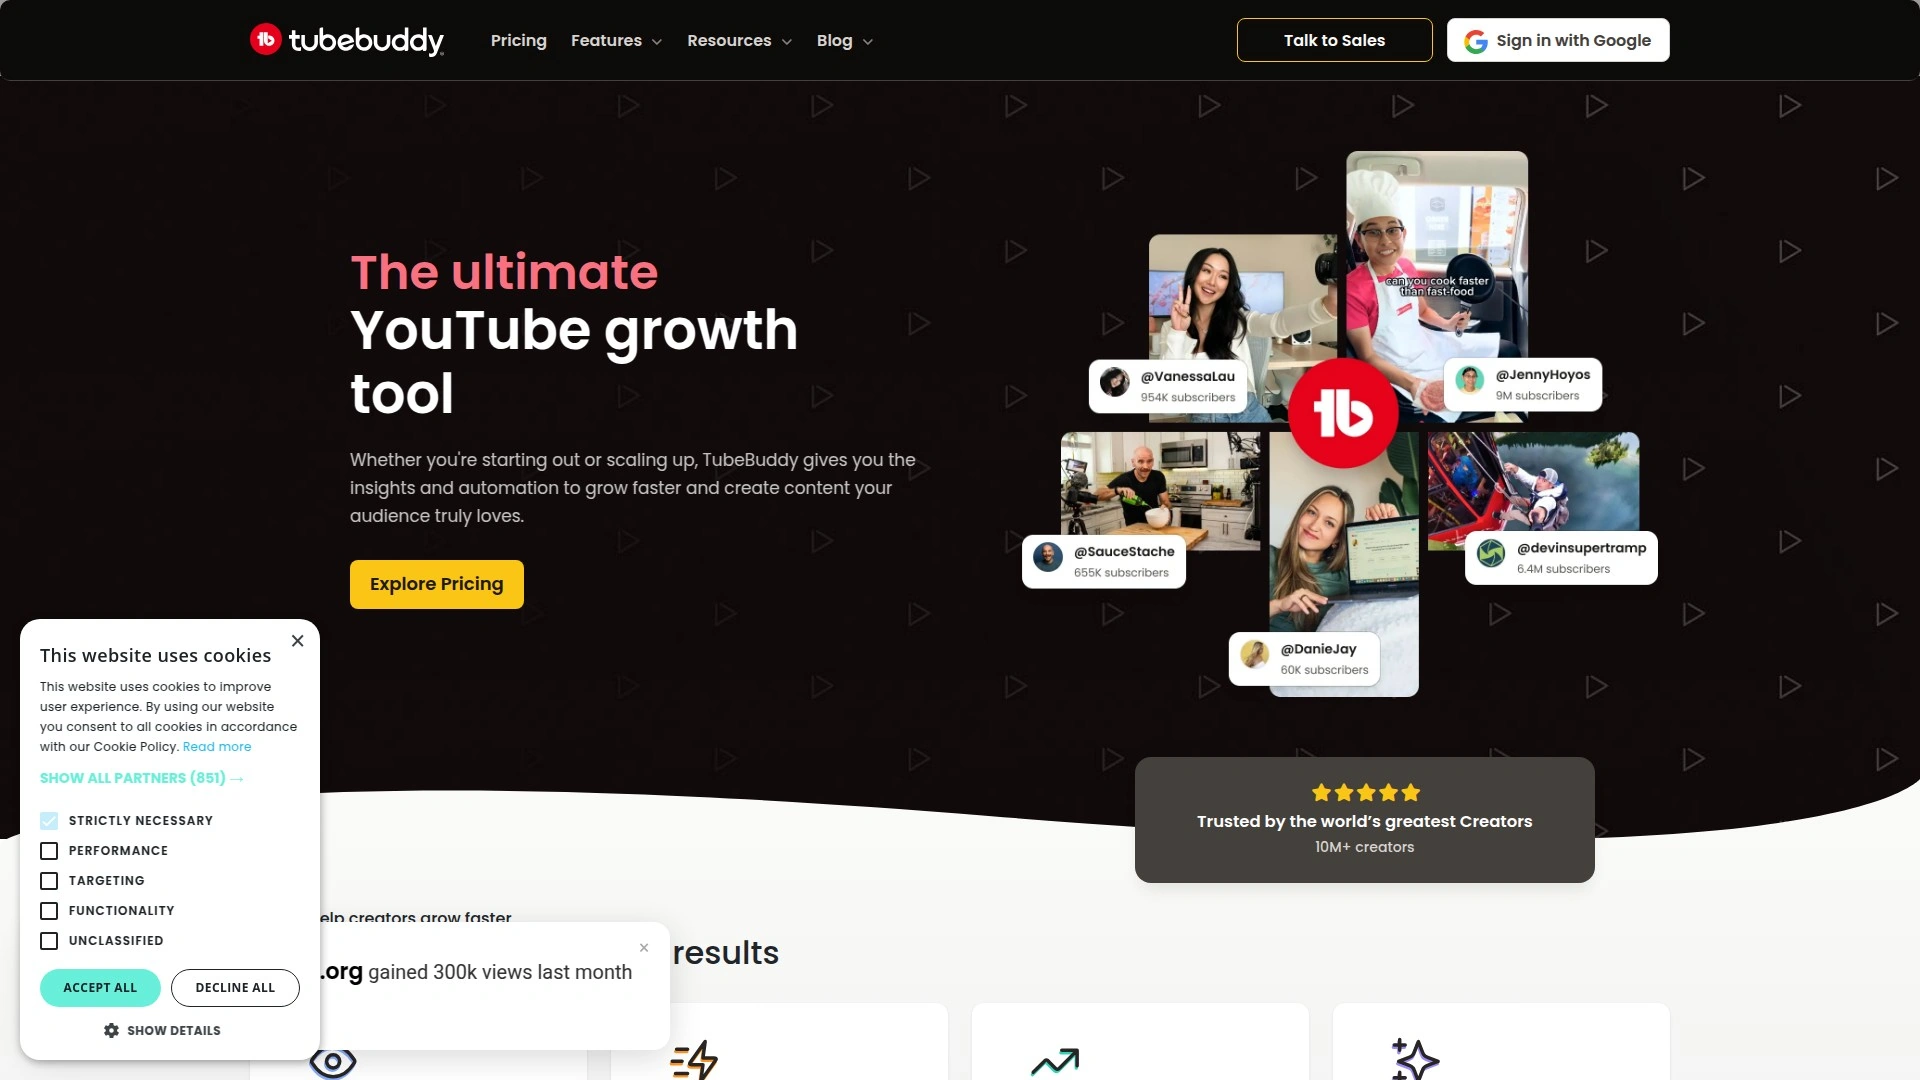 tubebuddy
Pricing
Features
Resources
Blog
Talk to Sales
Sign in with Google
The ultimate
YouTube growth
tool
Whether you're starting out or scaling up, TubeBuddy gives you the
insights and automation to grow faster and create content your
audience truly loves.
Explore Pricing
can you cook faster
than fast-food
@VanessaLau
954K subscribers
@JennyHoyos
9M subscribers
tb
@SauceStache
655K subscribers
@devinsupertramp
6.4M subscribers
@DanieJay
60K subscribers
Trusted by the world’s greatest Creators
10M+ creators
This website uses cookies
This website uses cookies to improve
user experience. By using our website
you consent to all cookies in accordance
with our Cookie Policy. Read more
SHOW ALL PARTNERS (851) →
STRICTLY NECESSARY
PERFORMANCE
TARGETING
FUNCTIONALITY
UNCLASSIFIED
ACCEPT ALL
DECLINE ALL
SHOW DETAILS
elp creators grow faster
results
.org gained 300k views last month